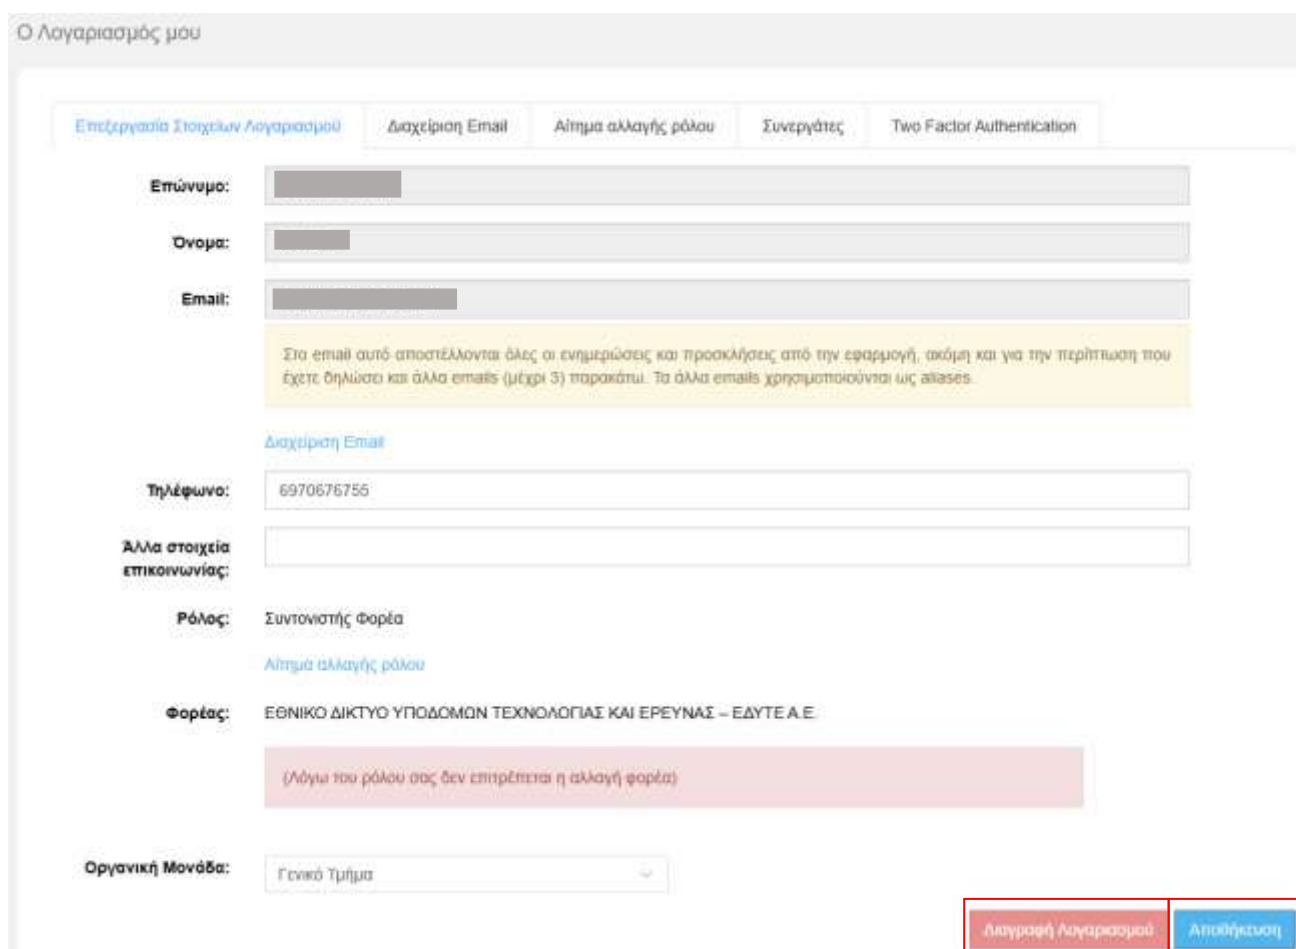 Ο Λογαριασμός μου
Επεξεργασία Στοιχείων Λογαριασμού Διαχείριση Email Αίτημα αλλαγής ρόλου Συνεργάτες Two Factor Authentication
Επώνυμο:
Όνομα:
Email:
Στο email αυτό αποστέλλονται όλες οι ενημερώσεις και προσκλήσεις από την εφαρμογή, ακόμη και για την περίπτωση που
έχετε δηλώσει και άλλα emails (μέχρι 3) παρακάτω. Τα άλλα emails χρησιμοποιούνται ως aliases.
Διαχείριση Email
Τηλέφωνο: 6970676755
Άλλα στοιχεία
επικοινωνίας:
Ρόλος: Συντονιστής Φορέα
Αίτημα αλλαγής ρόλου
Φορέας: ΕΘΝΙΚΟ ΔΙΚΤΥΟ ΥΠΟΔΟΜΩΝ ΤΕΧΝΟΛΟΓΙΑΣ ΚΑΙ ΕΡΕΥΝΑΣ – ΕΔΥΤΕ Α.Ε.
(Λόγω του ρόλου σας δεν επιτρέπεται η αλλαγή φορέα)
Οργανική Μονάδα: Γενικό Τμήμα
Διαγραφή Λογαριασμού Αποθήκευση